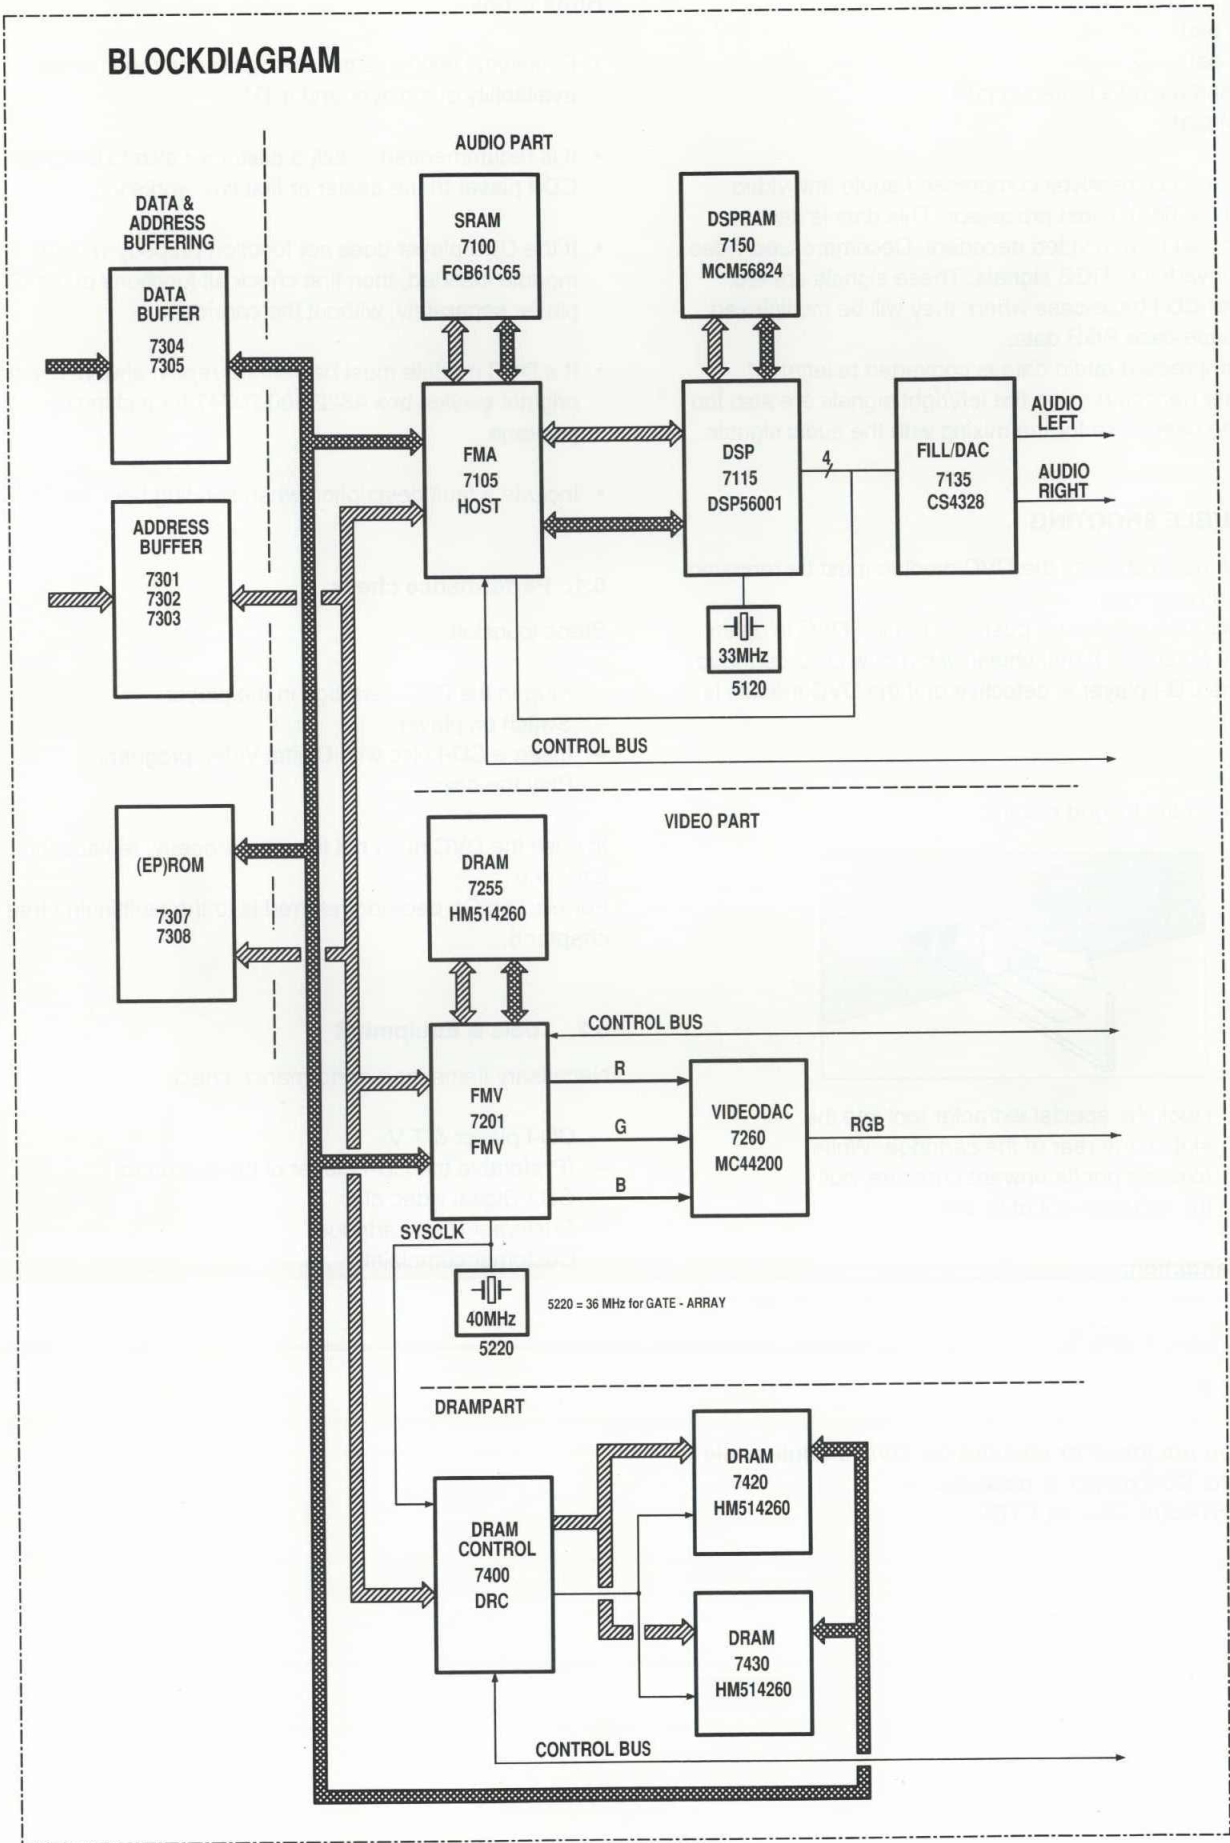 BLOCKDIAGRAM
DATA &
ADDRESS
BUFFERING
DATA
BUFFER
7304
7305
ADDRESS
BUFFER
7301
7302
7303
(EP)ROM
7307
7308
AUDIO PART
SRAM
7100
FCB61C65
DSPRAM
7150
MCM56824
FMA
7105
HOST
DSP
7115
DSP56001
4
FILL/DAC
7135
CS4328
AUDIO
LEFT
AUDIO
RIGHT
33MHz
5120
CONTROL BUS
VIDEO PART
DRAM
7255
HM514260
CONTROL BUS
FMV
7201
FMV
R
G
B
VIDEODAC
7260
MC44200
RGB
SYSCLK
40MHz
5220
5220 = 36 MHz for GATE - ARRAY
DRAMPART
DRAM
CONTROL
7400
DRC
DRAM
7420
HM514260
DRAM
7430
HM514260
CONTROL BUS